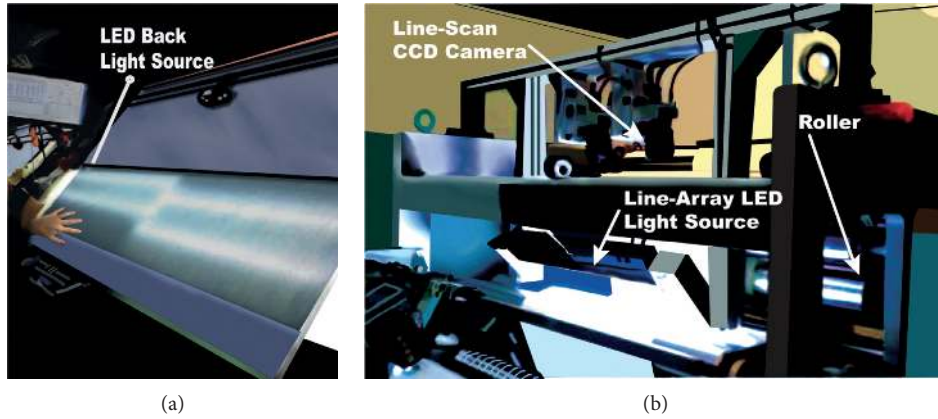 LED Back
Light Source
Line-Scan
CCD Camera
Roller
Line-Array LED
Light Source
(a)
(b)